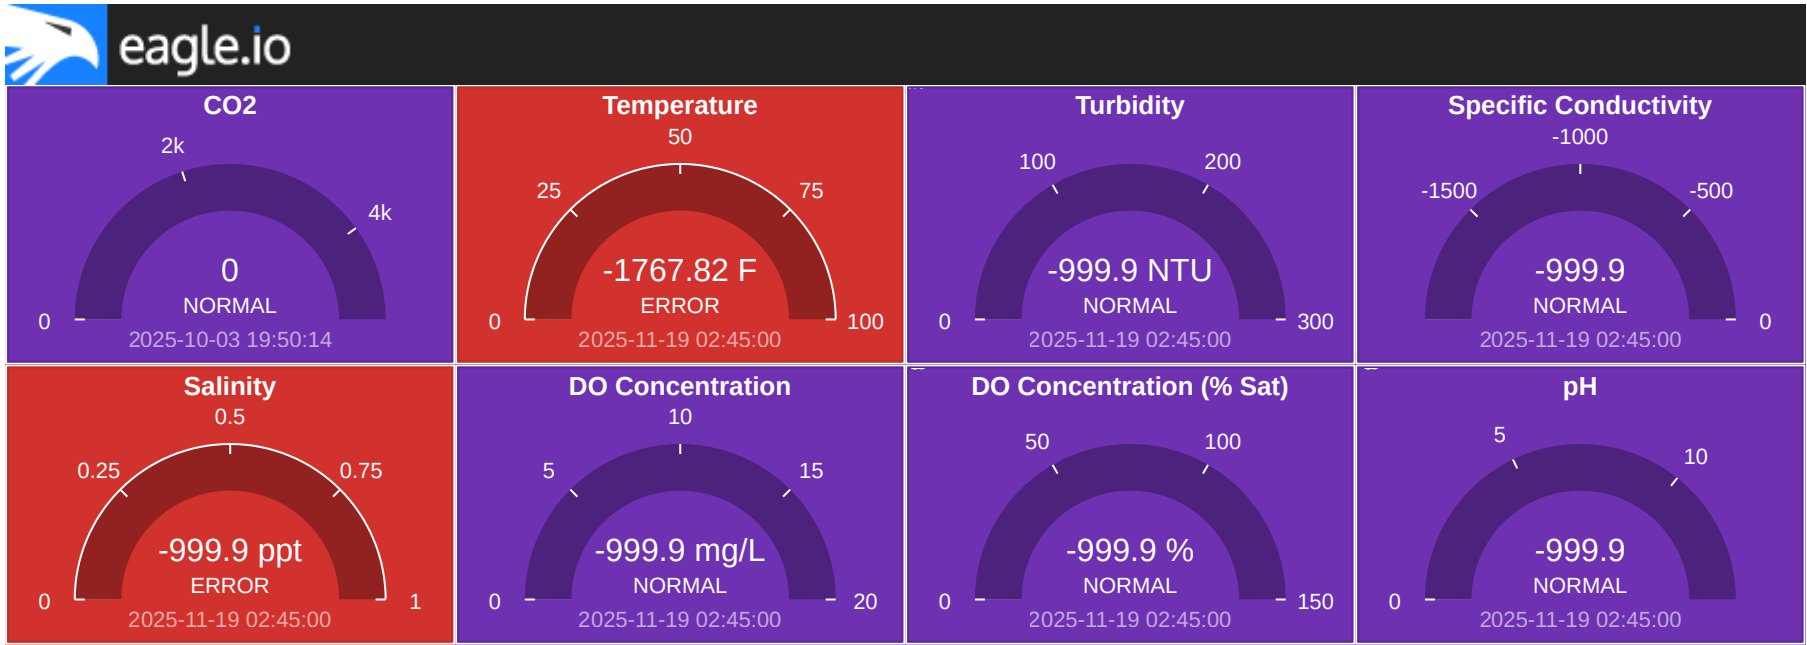 eagle.io
CO2
2k
4k
0
NORMAL
0
2025-10-03 19:50:14
Temperature
50
25
75
-1767.82 F
ERROR
0
100
2025-11-19 02:45:00
Turbidity
100
200
-999.9 NTU
NORMAL
0
300
2025-11-19 02:45:00
Specific Conductivity
-1000
-1500
-500
-999.9
NORMAL
0
2025-11-19 02:45:00
Salinity
0.5
0.25
0.75
-999.9 ppt
ERROR
0
1
2025-11-19 02:45:00
DO Concentration
10
5
15
-999.9 mg/L
NORMAL
0
20
2025-11-19 02:45:00
DO Concentration (% Sat)
50
100
-999.9 %
NORMAL
0
150
2025-11-19 02:45:00
pH
5
10
-999.9
NORMAL
0
2025-11-19 02:45:00